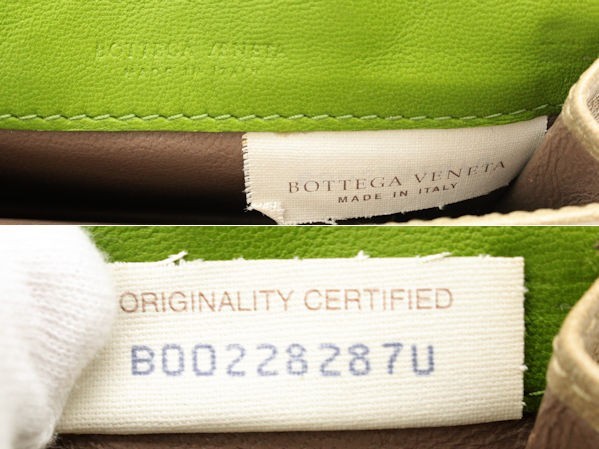 BOTTEGA VENETA
MADE IN ITALY
BOTTEGA VENETA
MADE IN ITALY
ORIGINALITY CERTIFIED
B00228287U